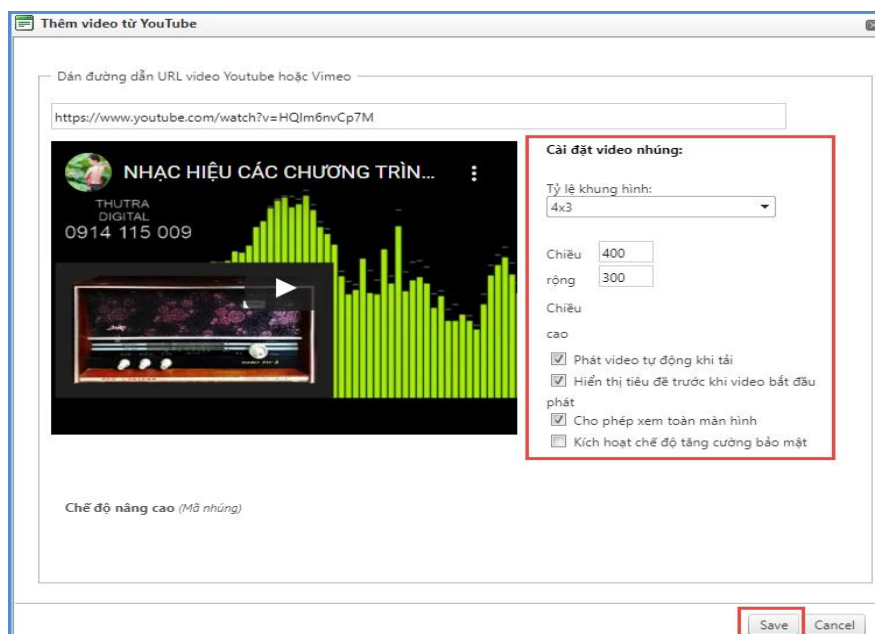 Thêm video từ YouTube
Dán đường dẫn URL video Youtube hoặc Vimeo
https://www.youtube.com/watch?v=HQIm6nvCp7M
NHẠC HIỆU CÁC CHƯƠNG TRÌN...
THUTRA
DIGITAL
0914 115 009
Cài đặt video nhúng:
Tỷ lệ khung hình:
4x3
Chiều 400
rộng 300
Chiều
cao
Phát video tự động khi tải
Hiển thị tiêu đề trước khi video bắt đầu
phát
Cho phép xem toàn màn hình
Kích hoạt chế độ tăng cường bảo mật
Chế độ nâng cao (Mã nhúng)
Save Cancel